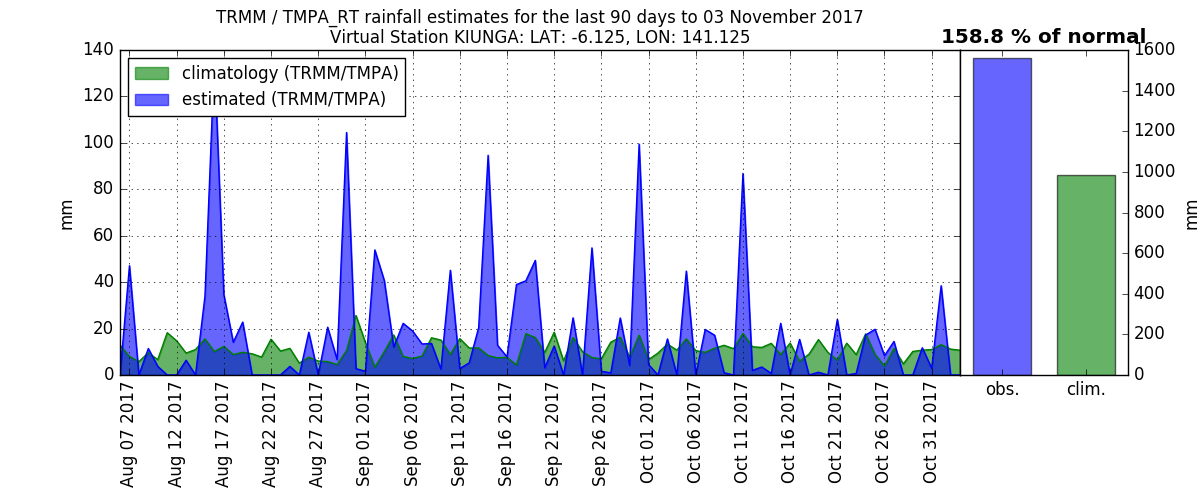 TRMM / TMPA_RT rainfall estimates for the last 90 days to 03 November 2017
Virtual Station KIUNGA: LAT: -6.125, LON: 141.125
158.8 % of normal
climatology (TRMM/TMPA)
estimated (TRMM/TMPA)
140
120
100
80
60
40
20
0
mm
Aug 07 2017
Aug 12 2017
Aug 17 2017
Aug 22 2017
Aug 27 2017
Sep 01 2017
Sep 06 2017
Sep 11 2017
Sep 16 2017
Sep 21 2017
Sep 26 2017
Oct 01 2017
Oct 06 2017
Oct 11 2017
Oct 16 2017
Oct 21 2017
Oct 26 2017
Oct 31 2017
obs.
clim.
1600
1400
1200
1000
800
600
400
200
0
mm